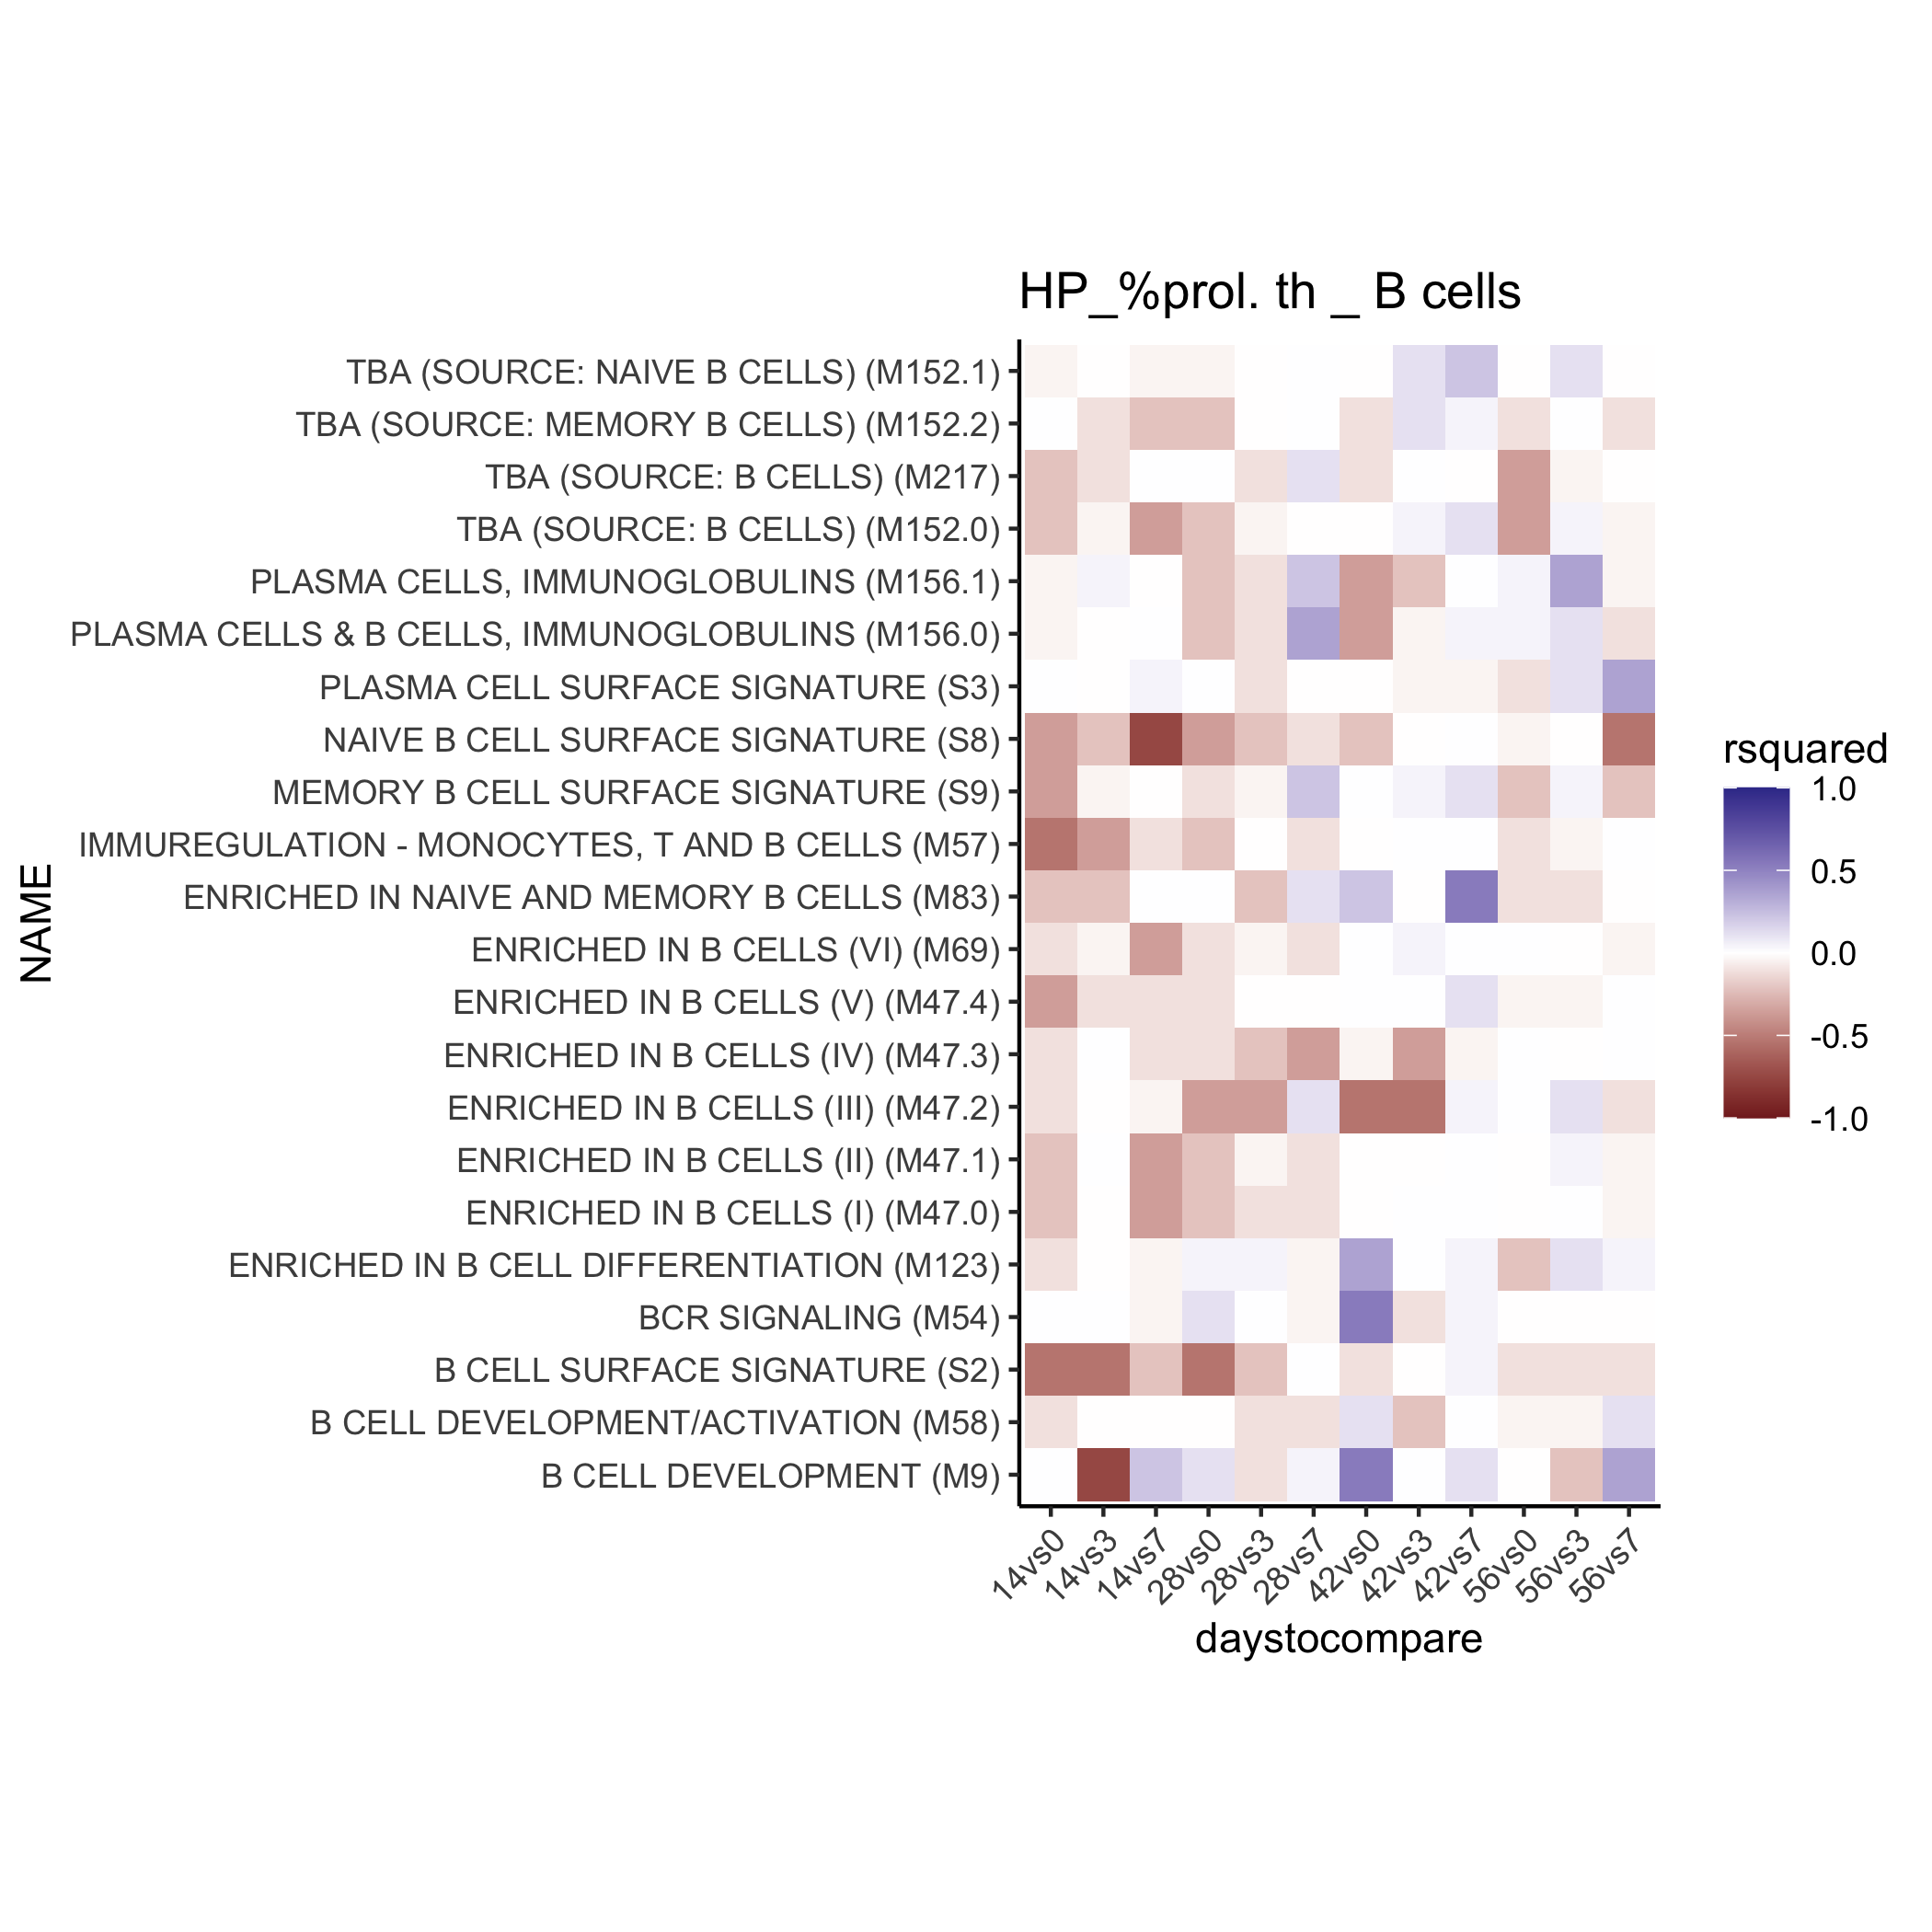 HP_%prol. th _ B cells
NAME
TBA (SOURCE: NAIVE B CELLS) (M152.1)
TBA (SOURCE: MEMORY B CELLS) (M152.2)
TBA (SOURCE: B CELLS) (M217)
TBA (SOURCE: B CELLS) (M152.0)
PLASMA CELLS, IMMUNOGLOBULINS (M156.1)
PLASMA CELLS & B CELLS, IMMUNOGLOBULINS (M156.0)
PLASMA CELL SURFACE SIGNATURE (S3)
NAIVE B CELL SURFACE SIGNATURE (S8)
MEMORY B CELL SURFACE SIGNATURE (S9)
IMMUREGULATION - MONOCYTES, T AND B CELLS (M57)
ENRICHED IN NAIVE AND MEMORY B CELLS (M83)
ENRICHED IN B CELLS (VI) (M69)
ENRICHED IN B CELLS (V) (M47.4)
ENRICHED IN B CELLS (IV) (M47.3)
ENRICHED IN B CELLS (III) (M47.2)
ENRICHED IN B CELLS (II) (M47.1)
ENRICHED IN B CELLS (I) (M47.0)
ENRICHED IN B CELL DIFFERENTIATION (M123)
BCR SIGNALING (M54)
B CELL SURFACE SIGNATURE (S2)
B CELL DEVELOPMENT/ACTIVATION (M58)
B CELL DEVELOPMENT (M9)
14vs0
14vs3
14vs7
28vs0
28vs3
28vs7
42vs0
42vs3
42vs7
56vs0
56vs3
56vs7
daystocompare
rsquared
1.0
0.5
0.0
-0.5
-1.0